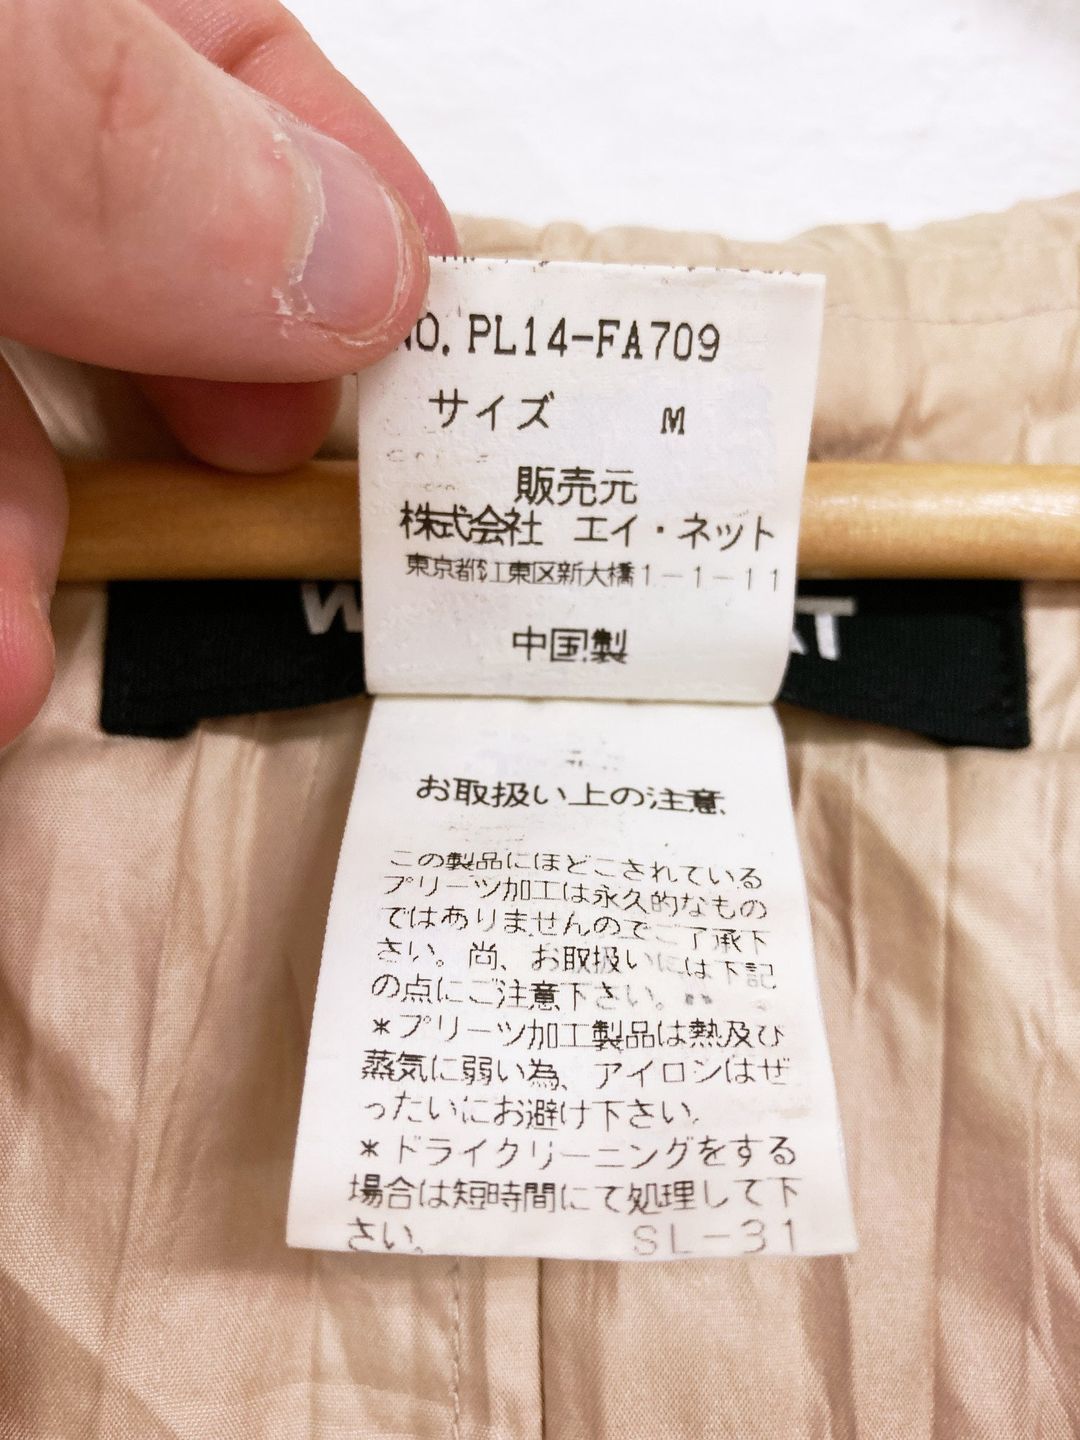 NO. PL14-FA709
サイズ M
販売元
株式会社 エイ・ネット
東京都江東区新大橋1-1-11
中国製
お取扱い上の注意
この製品にほどこされている
プリーツ加工は永久的なもの
ではありませんのでご了承下
さい。尚、お取扱いには下記
の点にご注意下さい。
*プリーツ加工製品は熱及び
蒸気に弱い為、アイロンはぜ
ったいにお避け下さい。
*ドライクリーニングをする
場合は短時間にて処理して下
さい。 SL-31